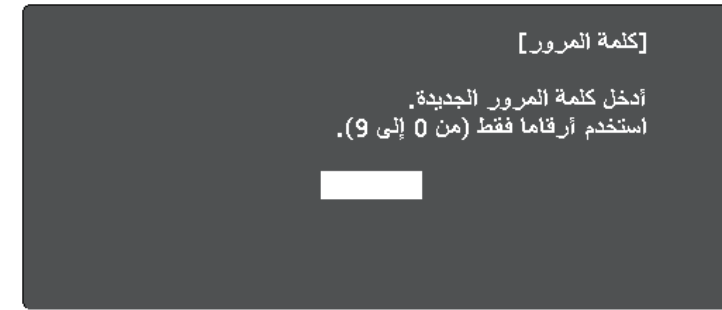 [كلمة المرور]
أدخل كلمة المرور الجديدة.
استخدم أرقاما فقط (من 0 إلى 9).